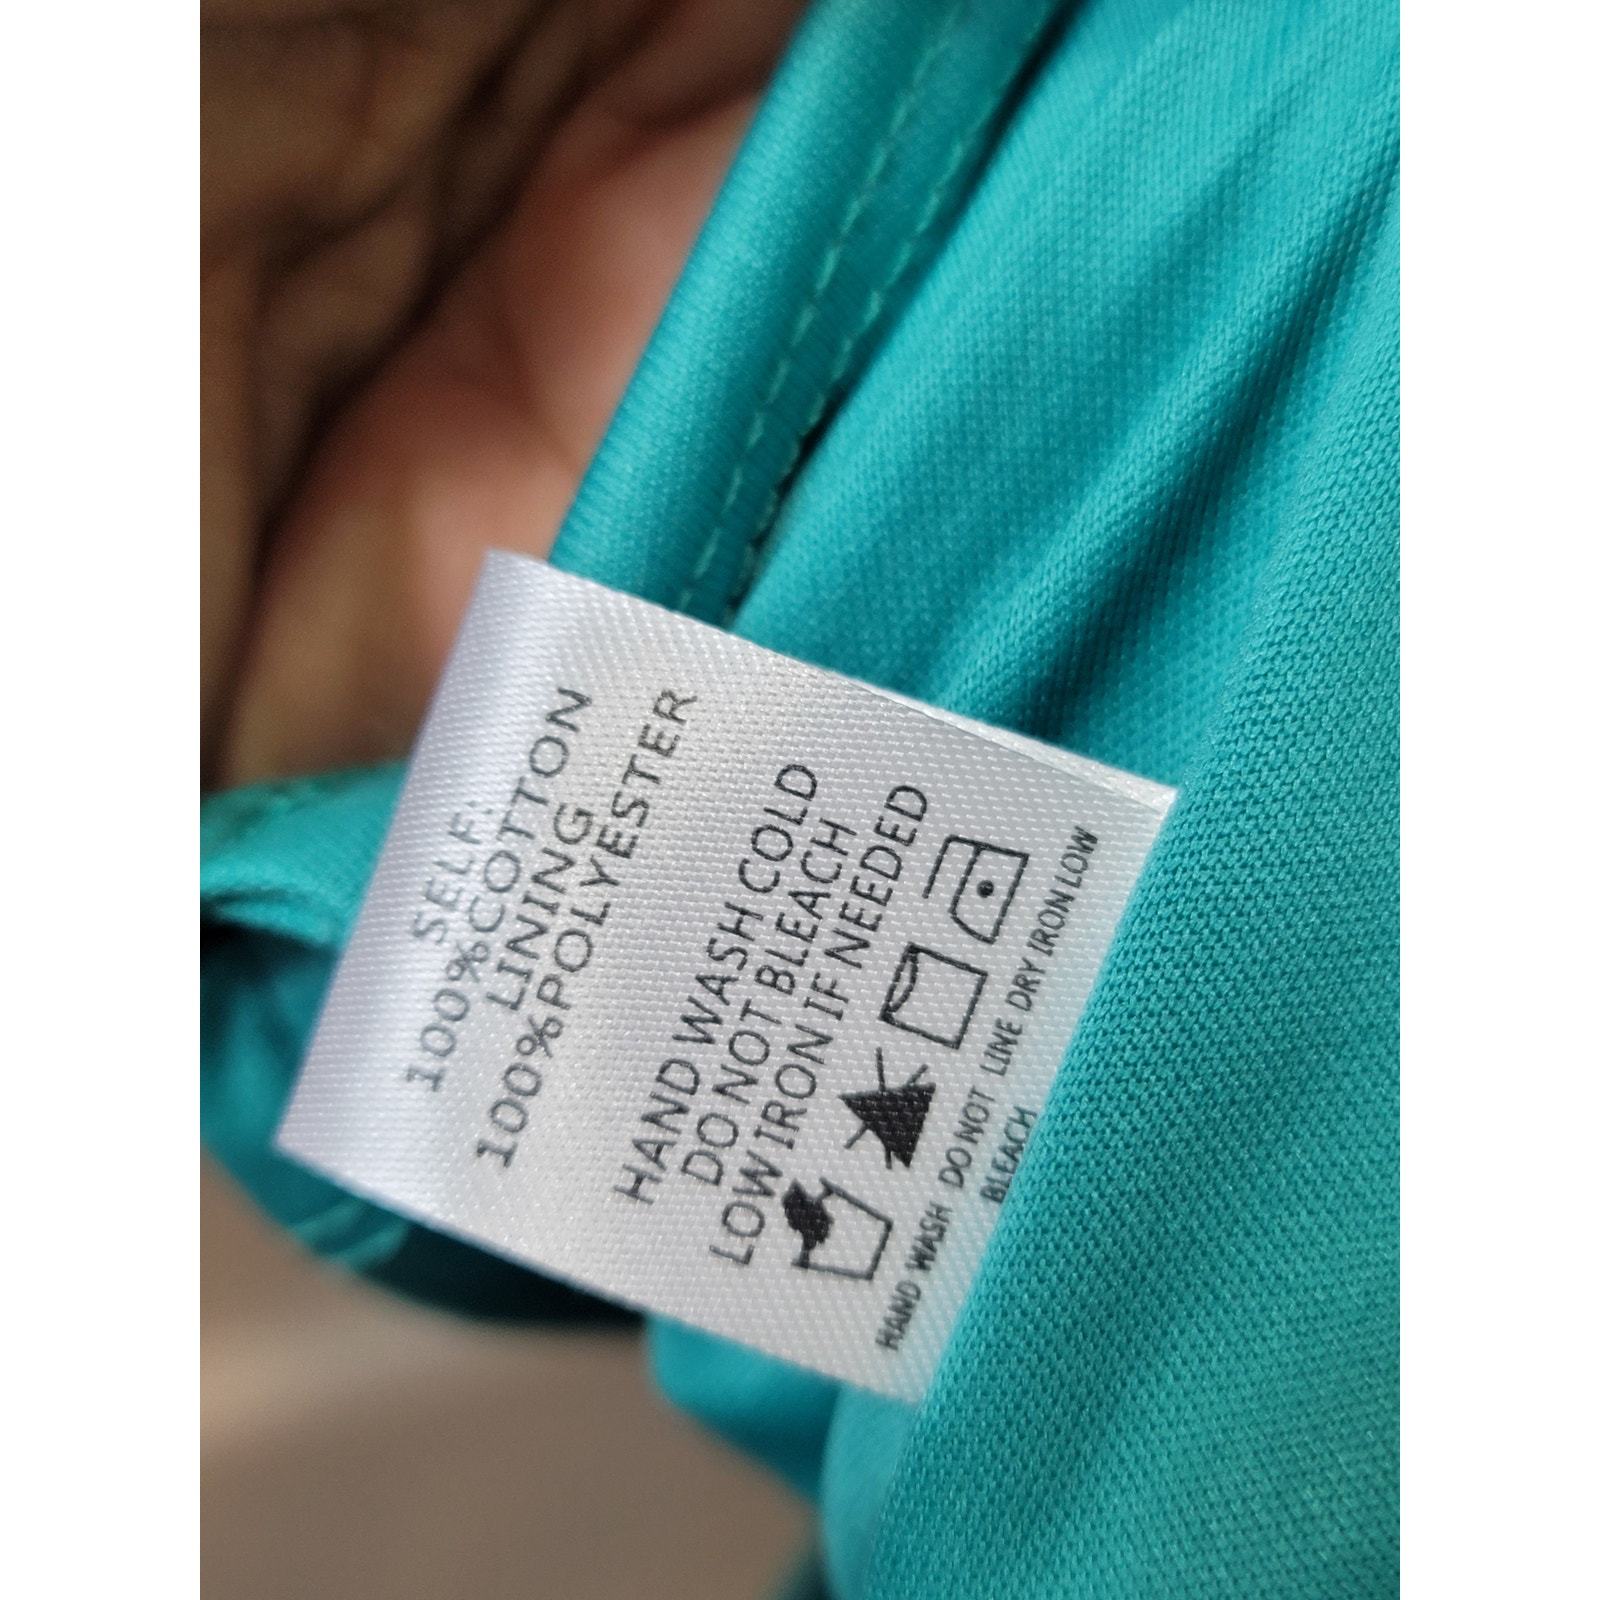 SELF:
100%COTTON
LINING
100%POLYESTER
HAND WASH COLD
DO NOT BLEACH
LOW IRON IF NEEDED
HAND WASH DO NOT LINE DRY IRON LOW
BLEACH